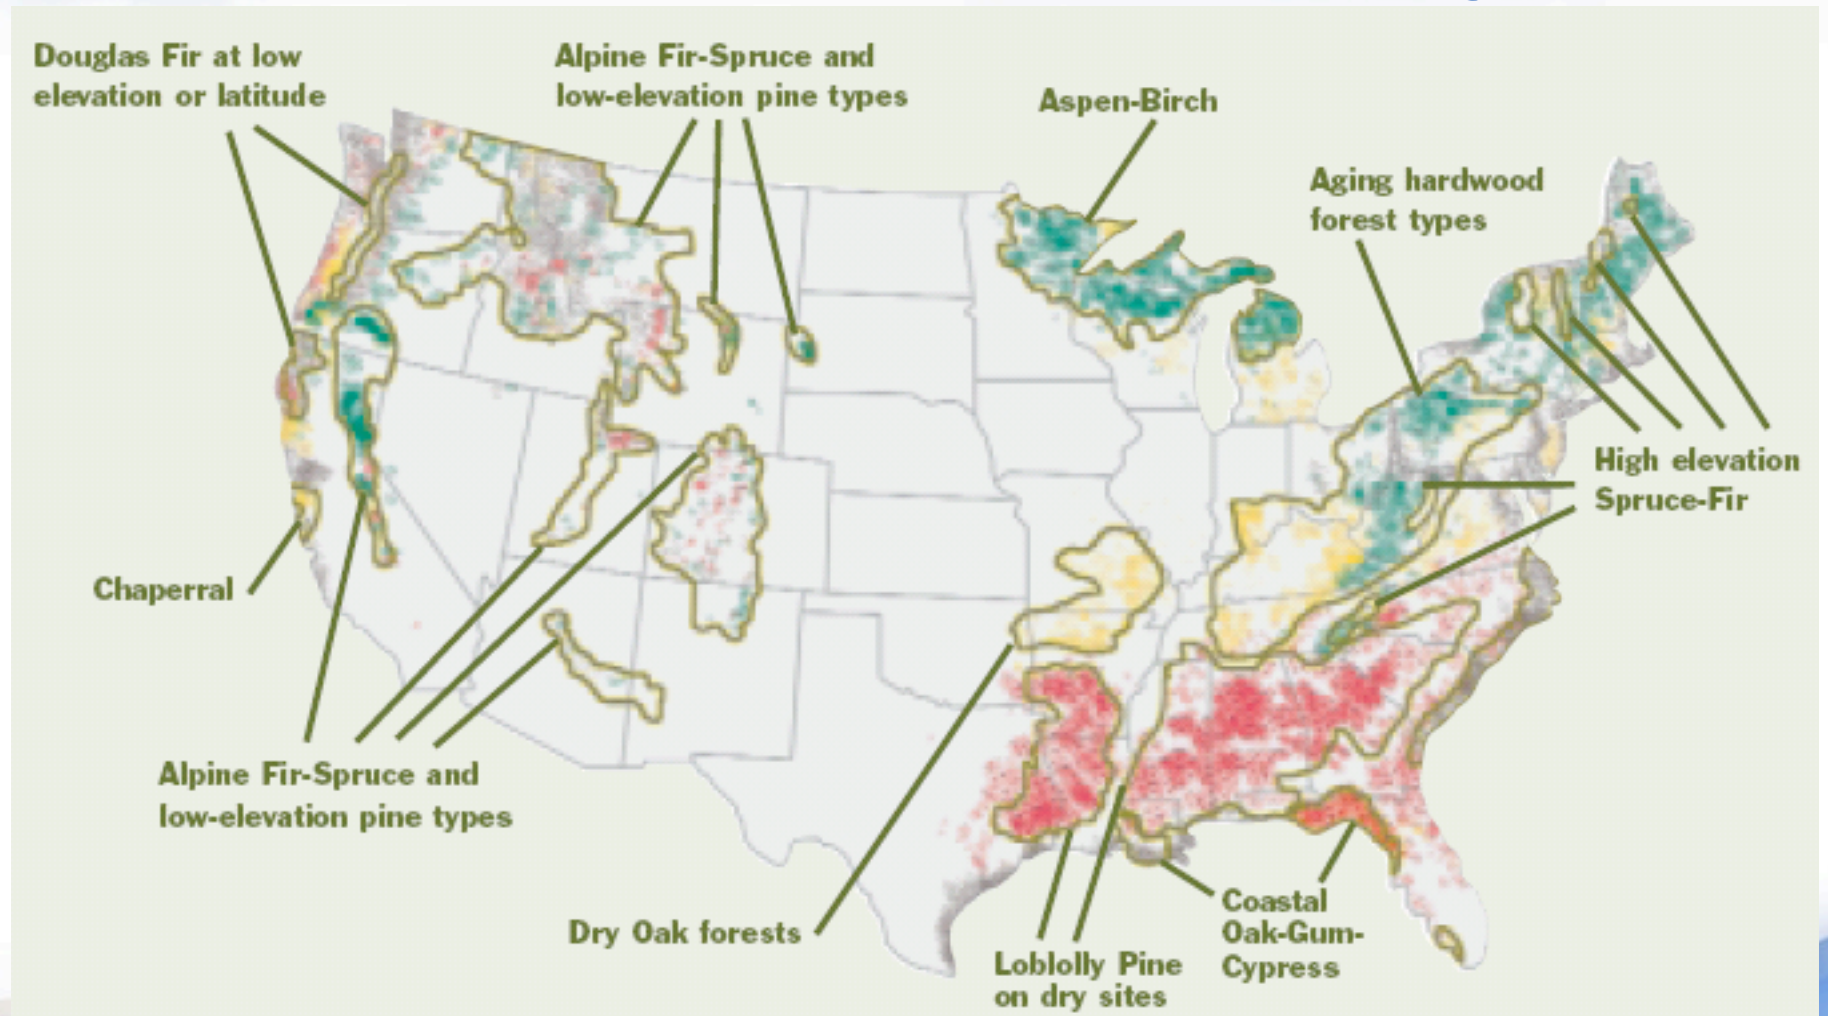 Douglas Fir at low
elevation or latitude
Alpine Fir-Spruce and
low-elevation pine types
Aspen-Birch
Aging hardwood
forest types
High elevation
Spruce-Fir
Chaperral
Alpine Fir-Spruce and
low-elevation pine types
Dry Oak forests
Loblolly Pine
on dry sites
Coastal
Oak-Gum-
Cypress